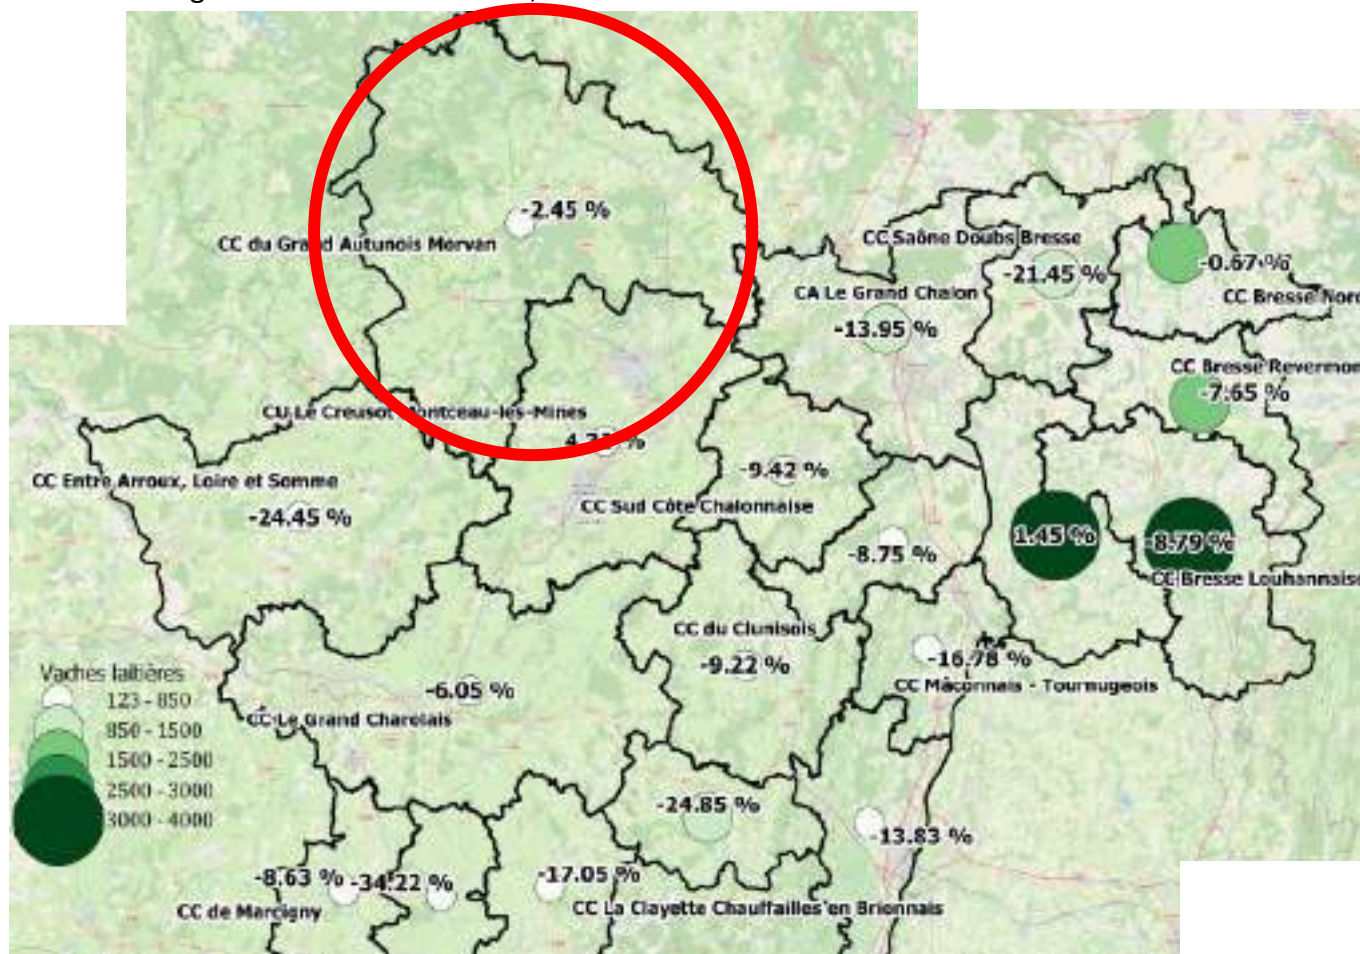 -2.45 %
CC du Grand Autunois Morvan
CC Saône Doubs Bresse
-21.45 %
-0.67 %
CA Le Grand Chalon
CC Bresse Nord
-13.95 %
CC Bresse Revermon
-7.65 %
CU Le Creusot Montceau-les-Mines
-9.42 %
CC Entre Arroux, Loire et Somme
CC Sud Côte Chalonnaise
-24.45 %
1.45 %
-8.79 %
-8.75 %
CC Bresse Louhannaise
CC du Clunisois
-9.22 %
-16.78 %
Vaches laitières
CC Mâconnais - Tournugeois
123 - 850
-6.05 %
CC Le Grand Charolais
850 - 1500
1500 - 2500
2500 - 3000
-24.85 %
3000 - 4000
-13.83 %
-8.63 %
-34.22 %
-17.05 %
CC de Marcigny
CC La Clayette Chauffailles en Brionnais